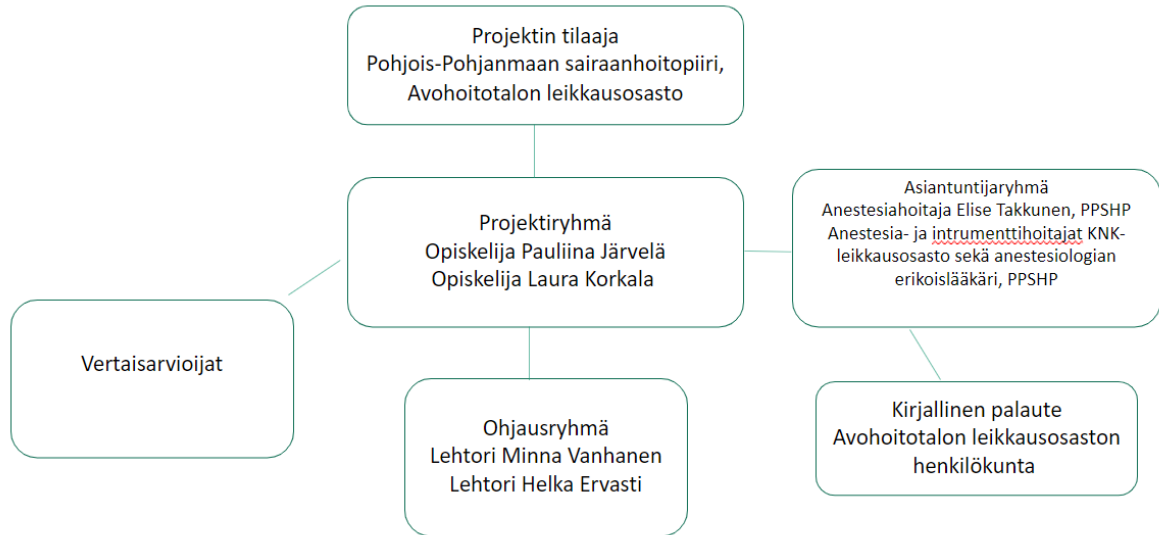 Projektin tilaaja
Pohjois-Pohjanmaan sairaanhoitopiiri,
Avohoitotalon leikkausosasto
Projektiryhmä
Opiskelija Pauliina Järvelä
Opiskelija Laura Korkala
Asiantuntijaryhmä
Anestesiahoitaja Elise Takkunen, PPSHP
Anestesia- ja intrumenttihoitajat KNK-
leikkausosasto sekä anestesiologian
erikoislääkäri, PPSHP
Vertaisarvioijat
Ohjausryhmä
Lehtori Minna Vanhanen
Lehtori Helka Ervasti
Kirjallinen palaute
Avohoitotalon leikkausosaston
henkilökunta